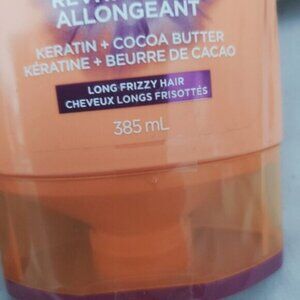 ALLONGEANT
KERATIN + COCOA BUTTER
KÉRATINE + BEURRE DE CACAO
LONG FRIZZY HAIR
CHEVEUX LONGS FRISOTTÉS
385 mL